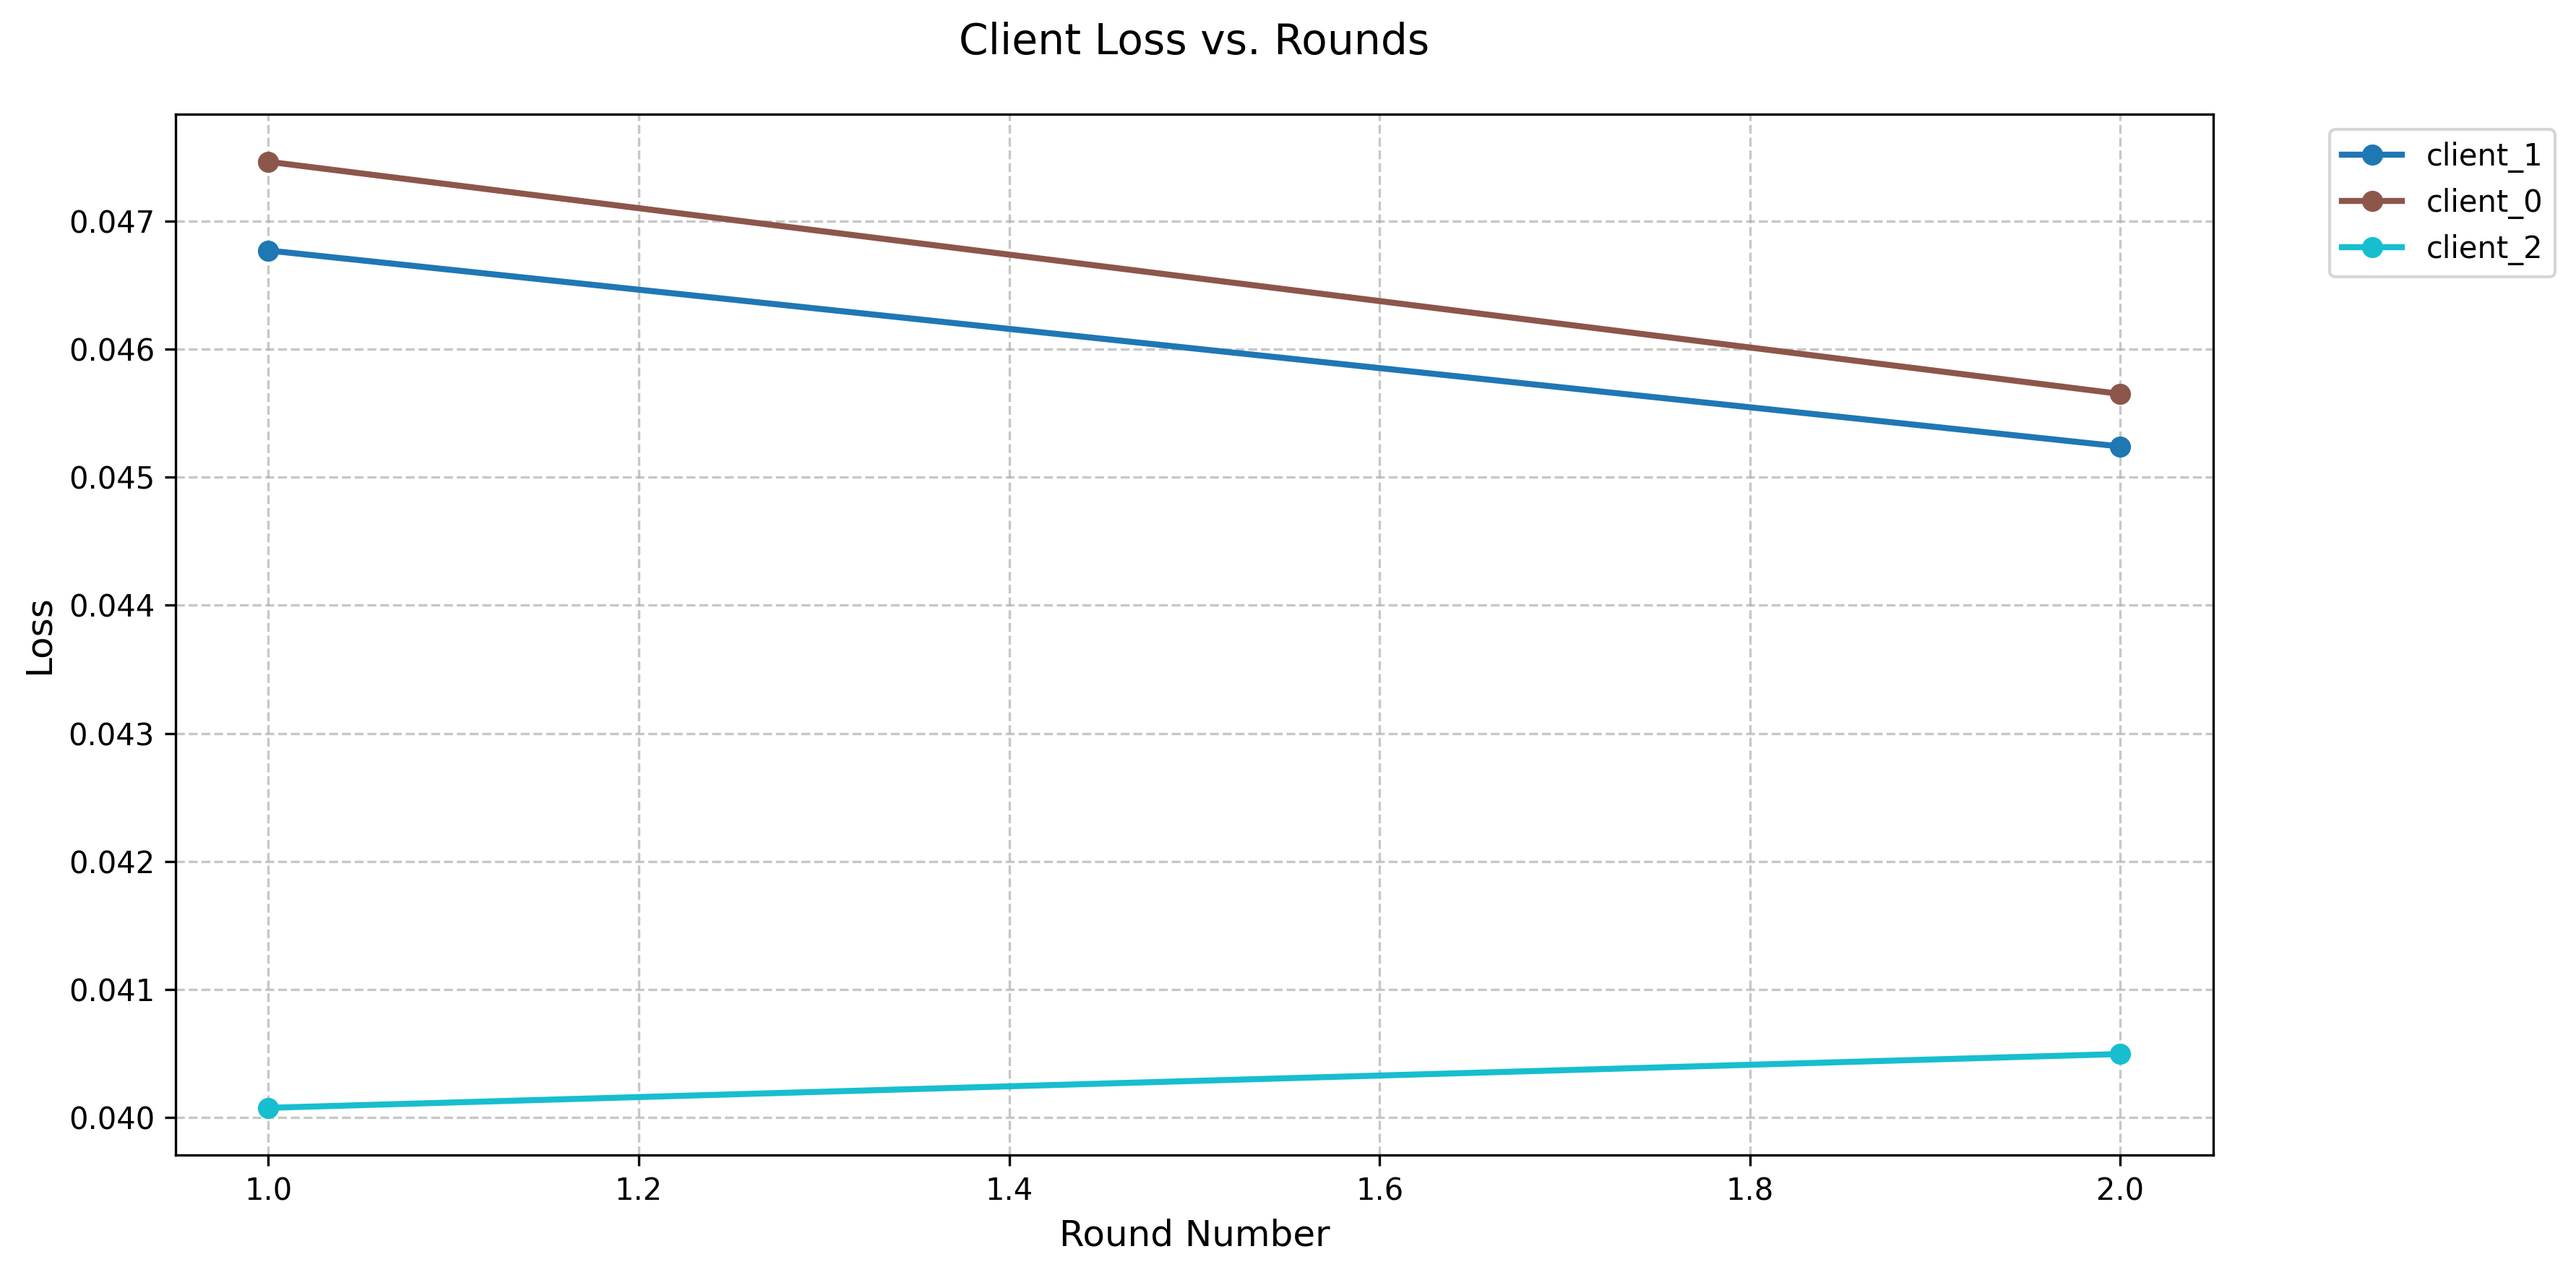 Client Loss vs. Rounds
client_1
client_0
client_2
0.047
0.046
0.045
0.044
0.043
0.042
0.041
0.040
Loss
1.0 1.2 1.4 1.6 1.8 2.0
Round Number